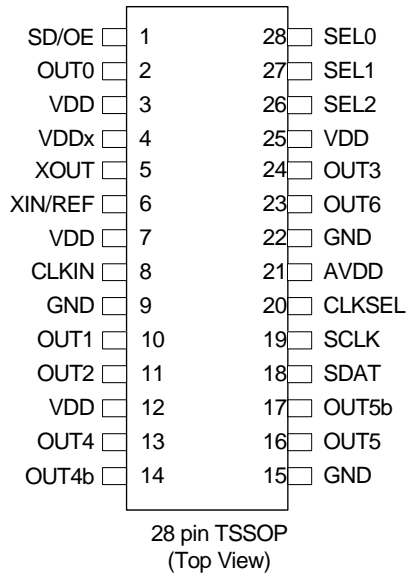 SD/OE 1 28 SEL0
OUT0 2 27 SEL1
VDD 3 26 SEL2
VDDx 4 25 VDD
XOUT 5 24 OUT3
XIN/REF 6 23 OUT6
VDD 7 22 GND
CLKIN 8 21 AVDD
GND 9 20 CLKSEL
OUT1 10 19 SCLK
OUT2 11 18 SDAT
VDD 12 17 OUT5b
OUT4 13 16 OUT5
OUT4b 14 15 GND
28 pin TSSOP
(Top View)